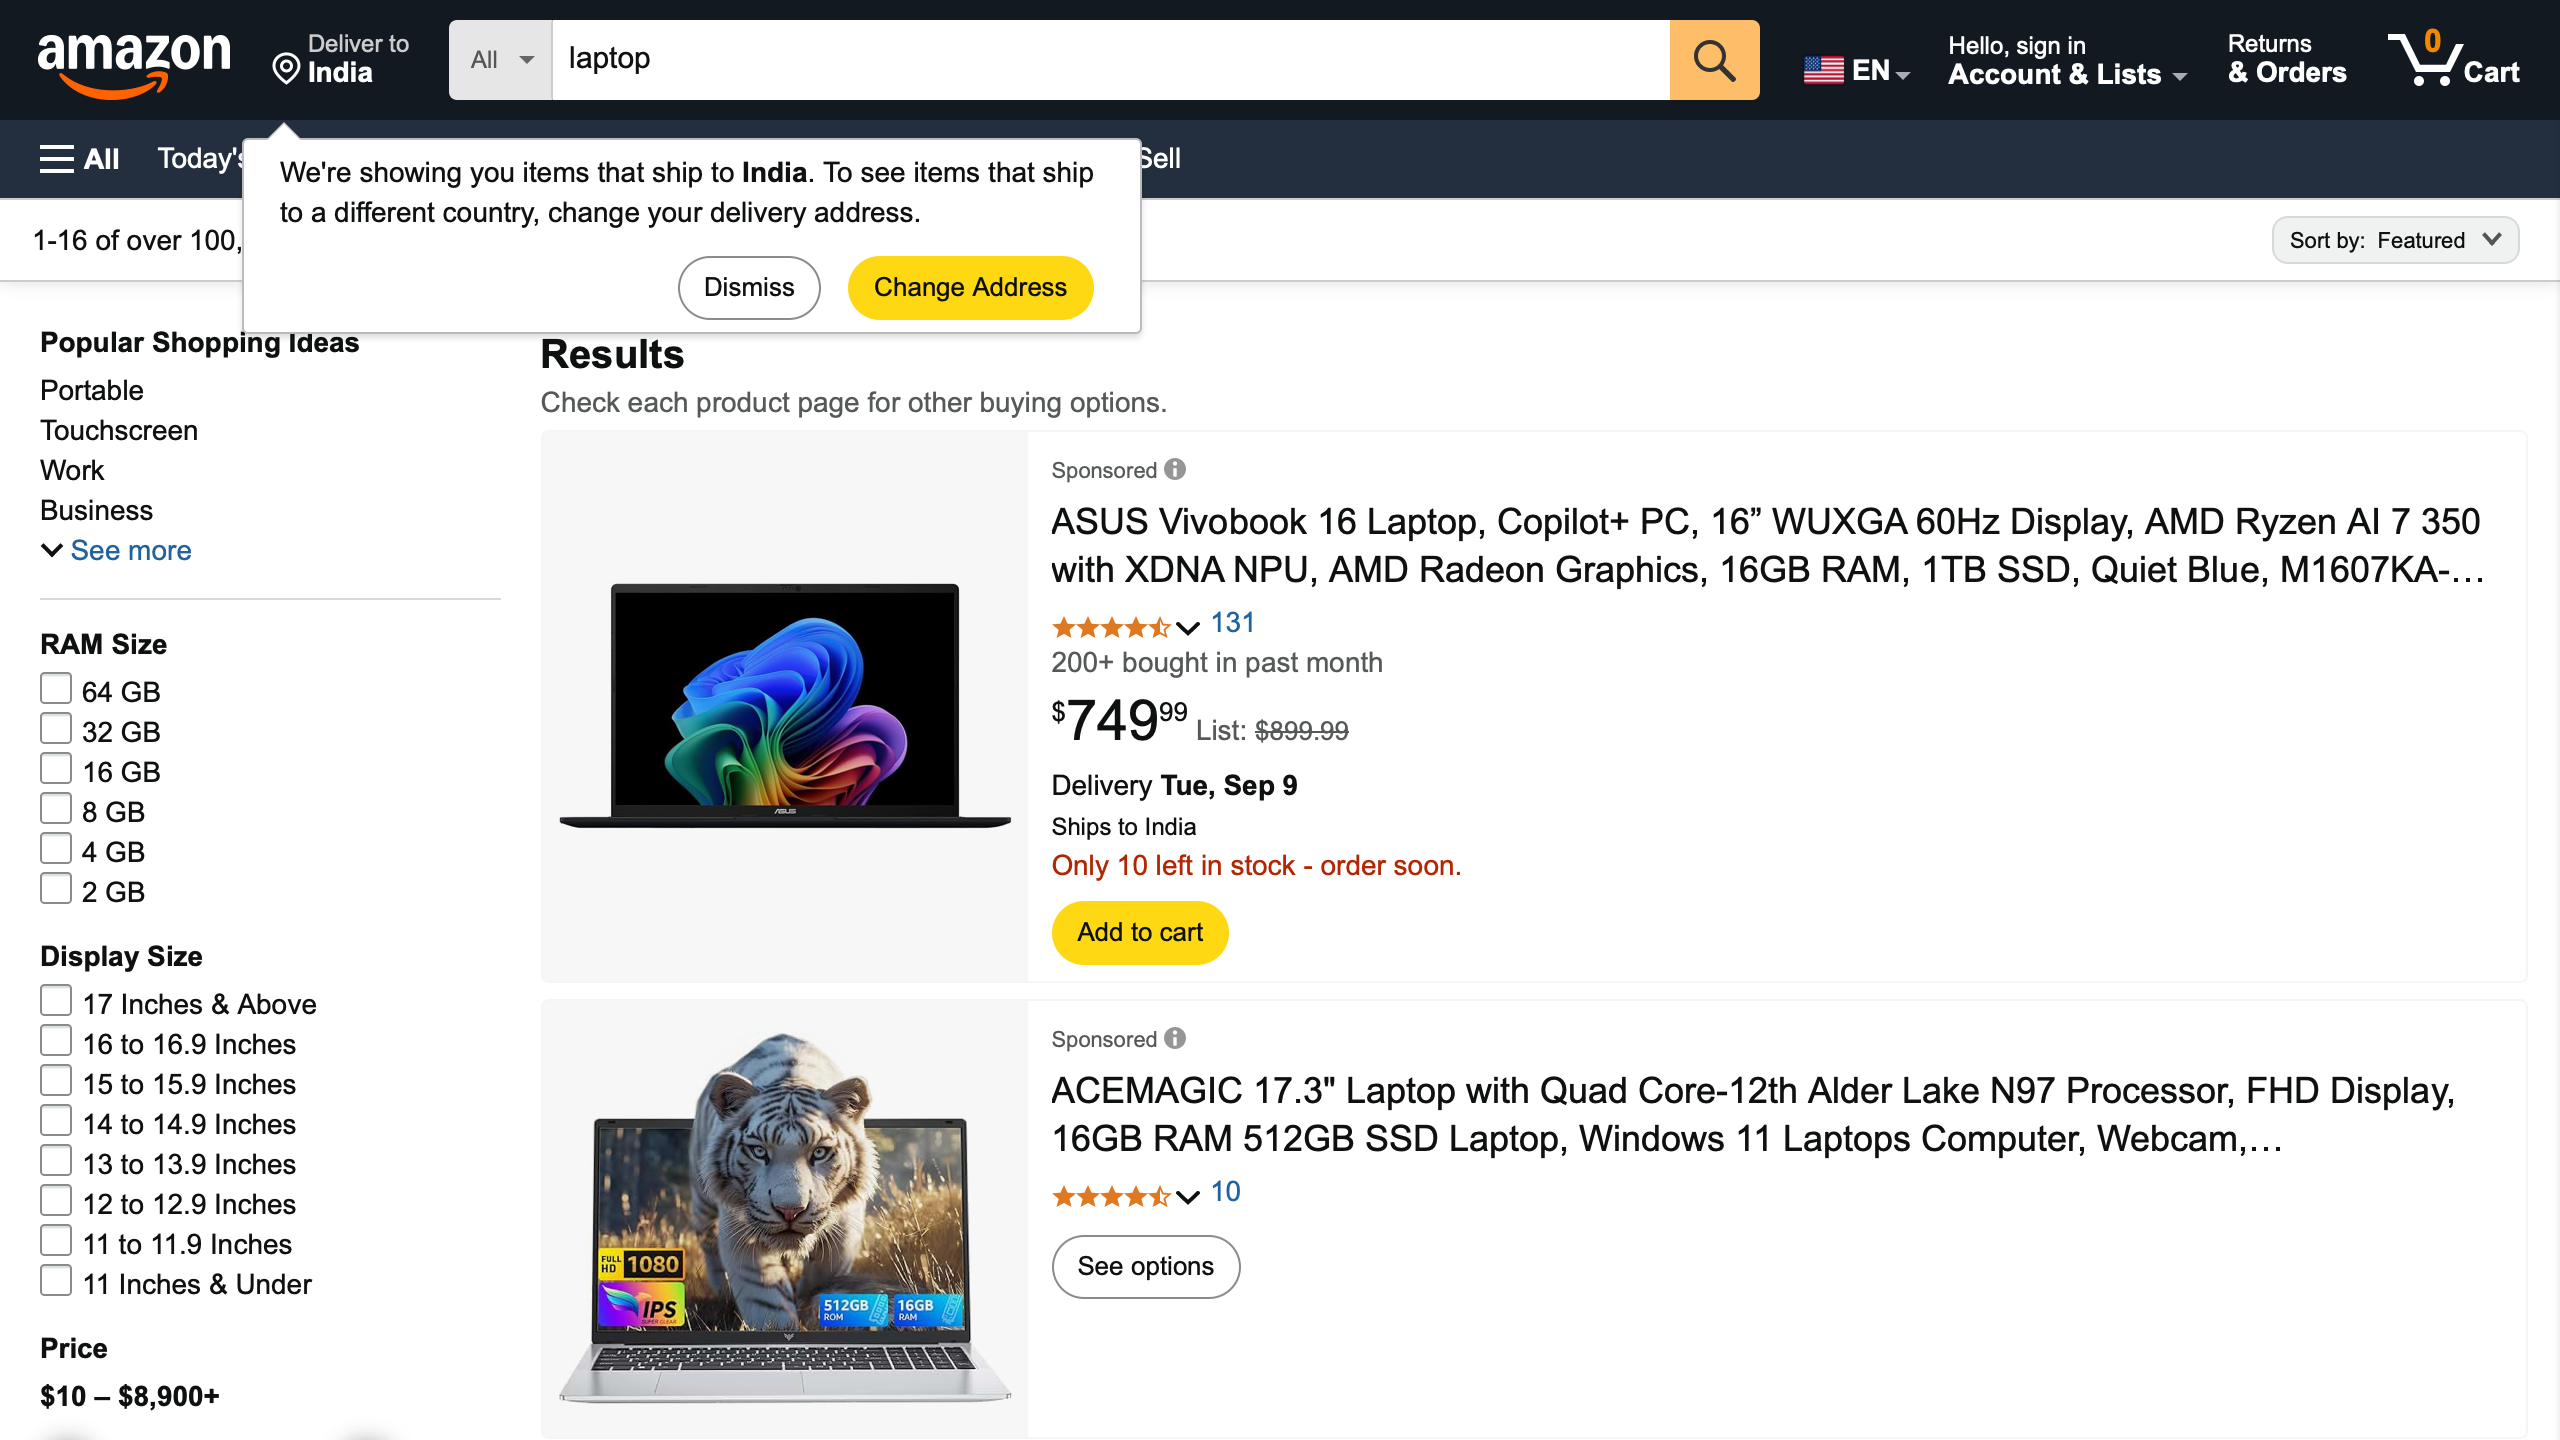 amazon
Deliver to
India
All
laptop
EN
Hello, sign in
Account & Lists
Returns
& Orders
0
Cart
All
Today's
Sell
We're showing you items that ship to India. To see items that ship
to a different country, change your delivery address.
Dismiss
Change Address
1-16 of over 100,
Sort by: Featured
Popular Shopping Ideas
Portable
Touchscreen
Work
Business
See more
RAM Size
64 GB
32 GB
16 GB
8 GB
4 GB
2 GB
Display Size
17 Inches & Above
16 to 16.9 Inches
15 to 15.9 Inches
14 to 14.9 Inches
13 to 13.9 Inches
12 to 12.9 Inches
11 to 11.9 Inches
11 Inches & Under
Price
$10 – $8,900+
Results
Check each product page for other buying options.
ASUS
Sponsored
ASUS Vivobook 16 Laptop, Copilot+ PC, 16” WUXGA 60Hz Display, AMD Ryzen AI 7 350
with XDNA NPU, AMD Radeon Graphics, 16GB RAM, 1TB SSD, Quiet Blue, M1607KA-…
131
200+ bought in past month
$749.99 List: $899.99
Delivery Tue, Sep 9
Ships to India
Only 10 left in stock - order soon.
Add to cart
FULL HD 1080
IPS
SUPER CLEAR
512GB ROM
16GB RAM
Sponsored
ACEMAGIC 17.3" Laptop with Quad Core-12th Alder Lake N97 Processor, FHD Display,
16GB RAM 512GB SSD Laptop, Windows 11 Laptops Computer, Webcam,…
10
See options